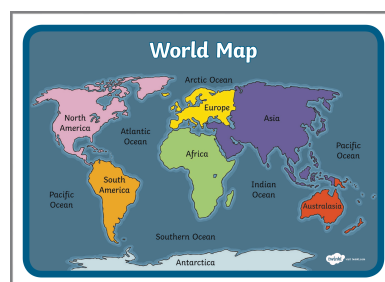 World Map
Arctic Ocean
Europe
Asia
North
America
Atlantic
Ocean
Africa
Pacific
Ocean
South
America
Indian
Ocean
Pacific
Ocean
Australasia
Southern Ocean
Antarctica
twinkl